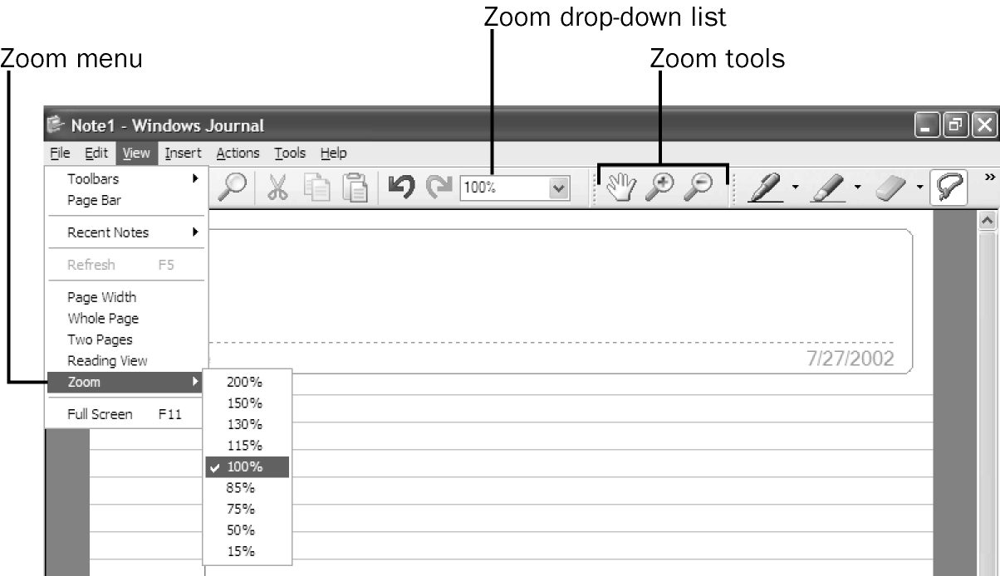 Zoom drop-down list
Zoom menu
Zoom tools
Note1 - Windows Journal
File Edit View Insert Actions Tools Help
100%
»
Toolbars
Page Bar
Recent Notes
Refresh F5
Page Width
Whole Page
Two Pages
Reading View
7/27/2002
Zoom
Full Screen F11
200%
150%
130%
115%
100%
85%
75%
50%
15%